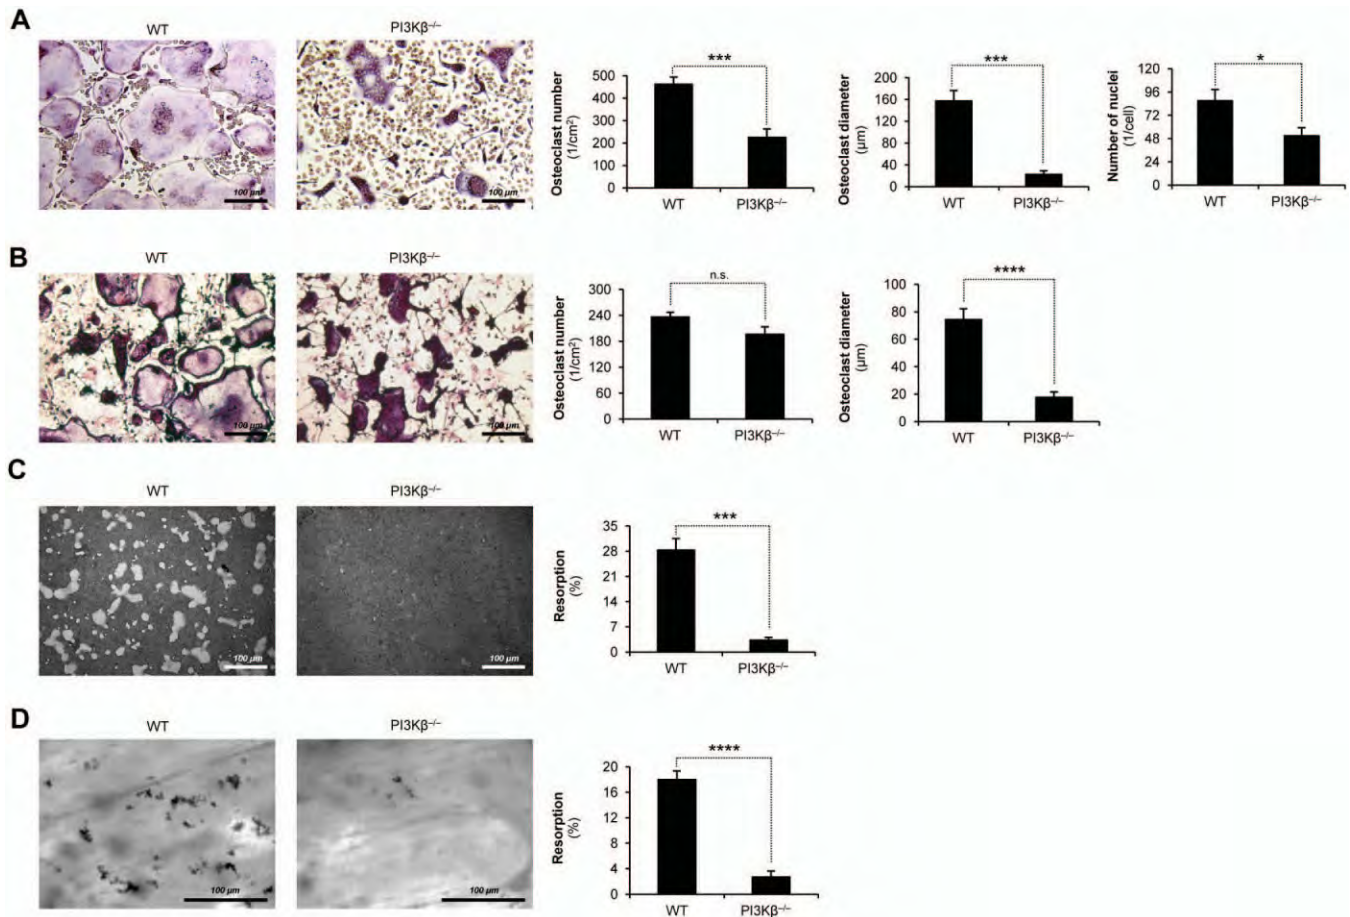 A
WT
PI3Kβ–/–
100 µm
100 µm
Osteoclast number
(1/cm²)
500
400
300
200
100
0
***
WT
PI3Kβ–/–
Osteoclast diameter
(µm)
200
160
120
80
40
0
***
WT
PI3Kβ–/–
Number of nuclei
(1/cell)
120
96
72
48
24
0
*
WT
PI3Kβ–/–
B
WT
PI3Kβ–/–
100 µm
100 µm
Osteoclast number
(1/cm²)
300
240
180
120
60
0
n.s.
WT
PI3Kβ–/–
Osteoclast diameter
(µm)
100
80
60
40
20
0
****
WT
PI3Kβ–/–
C
WT
PI3Kβ–/–
100 µm
100 µm
Resorption
(%)
35
28
21
14
7
0
***
WT
PI3Kβ–/–
D
WT
PI3Kβ–/–
100 µm
100 µm
Resorption
(%)
20
16
12
8
4
0
****
WT
PI3Kβ–/–